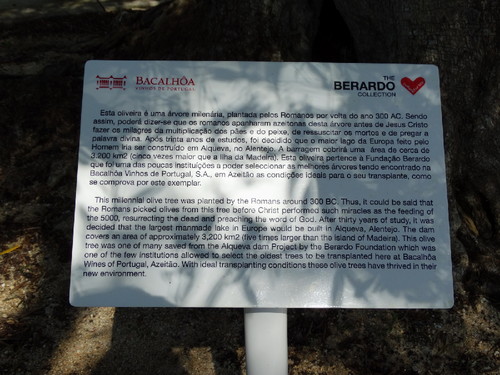 BACALHÔA
VINHOS DE PORTUGAL
THE
BERARDO
COLLECTION
Esta oliveira é uma árvore milenária, plantada pelos Romanos por volta do ano 300 AC. Sendo
assim, poderá dizer-se que os romanos apanharam azeitonas desta árvore antes de Jesus Cristo
fazer os milagres da multiplicação dos pães e do peixe, de ressuscitar os mortos e de pregar a
palavra divina. Após trinta anos de estudos, foi decidido que o maior lago da Europa feito pelo
Homem iria ser construído em Alqueva, no Alentejo. A barragem cobrirá uma área de cerca de
3.200 km2 (cinco vezes maior que a Ilha da Madeira). Esta oliveira pertence à Fundação Berardo
que foi uma das poucas Instituições a poder seleccionar as melhores árvores tendo encontrado na
Bacalhôa Vinhos de Portugal, S.A., em Azeitão as condições ideais para o seu transplante, como
se comprova por este exemplar.
This millennial olive tree was planted by the Romans around 300 BC. Thus, it could be said that
the Romans picked olives from this tree before Christ performed such miracles as the feeding of
the 5000, resurrecting the dead and preaching the word of God. After thirty years of study, it was
decided that the largest manmade lake in Europe would be built in Alqueva, Alentejo. The dam
covers an area of approximately 3,200 km2 (five times larger than the island of Madeira). This olive
tree was one of many saved from the Alqueva dam Project by the Berardo Foundation which was
one of the few institutions allowed to select the oldest trees to be transplanted here at Bacalhôa
Wines of Portugal, Azeitão. With ideal transplanting conditions these olive trees have thrived in their
new environment.